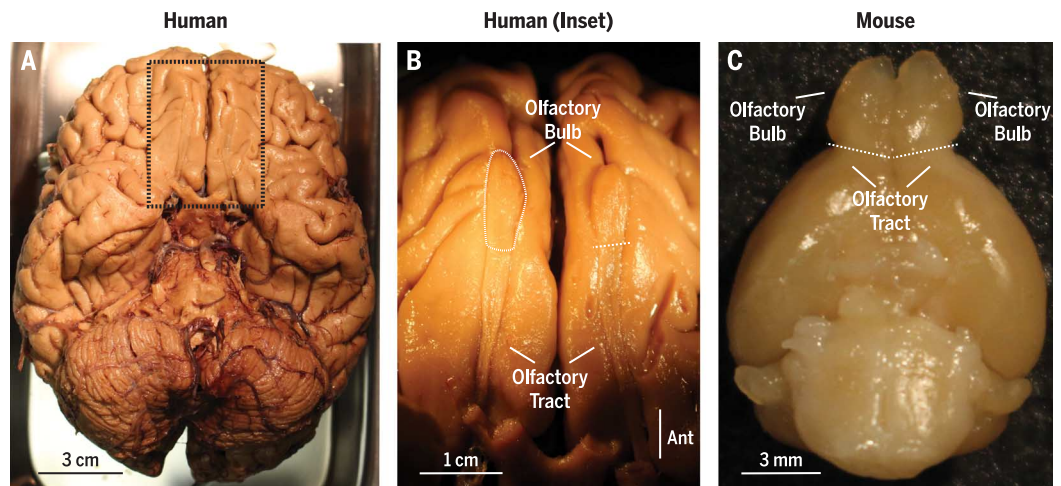 Human
Human (Inset)
Mouse
A
B
C
Olfactory
Bulb
Olfactory
Tract
Ant
3 cm
1 cm
Olfactory
Bulb
Olfactory
Bulb
Olfactory
Tract
3 mm